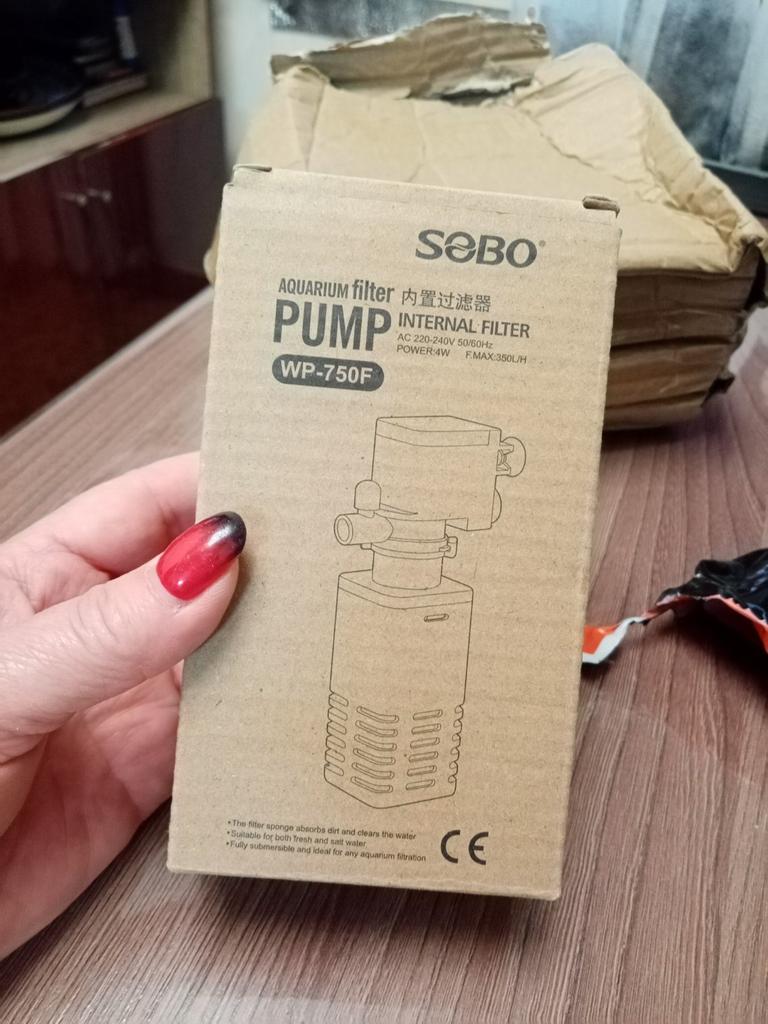 SOBO®
AQUARIUM filter
PUMP
WP-750F
内置过滤器
INTERNAL FILTER
AC 220-240V 50/60Hz
POWER:4W F.MAX:350L/H
•The filter sponge absorbs dirt and clears the water
•Suitable for both fresh and salt water
•Fully submersible and ideal for any aquarium filtration
CE